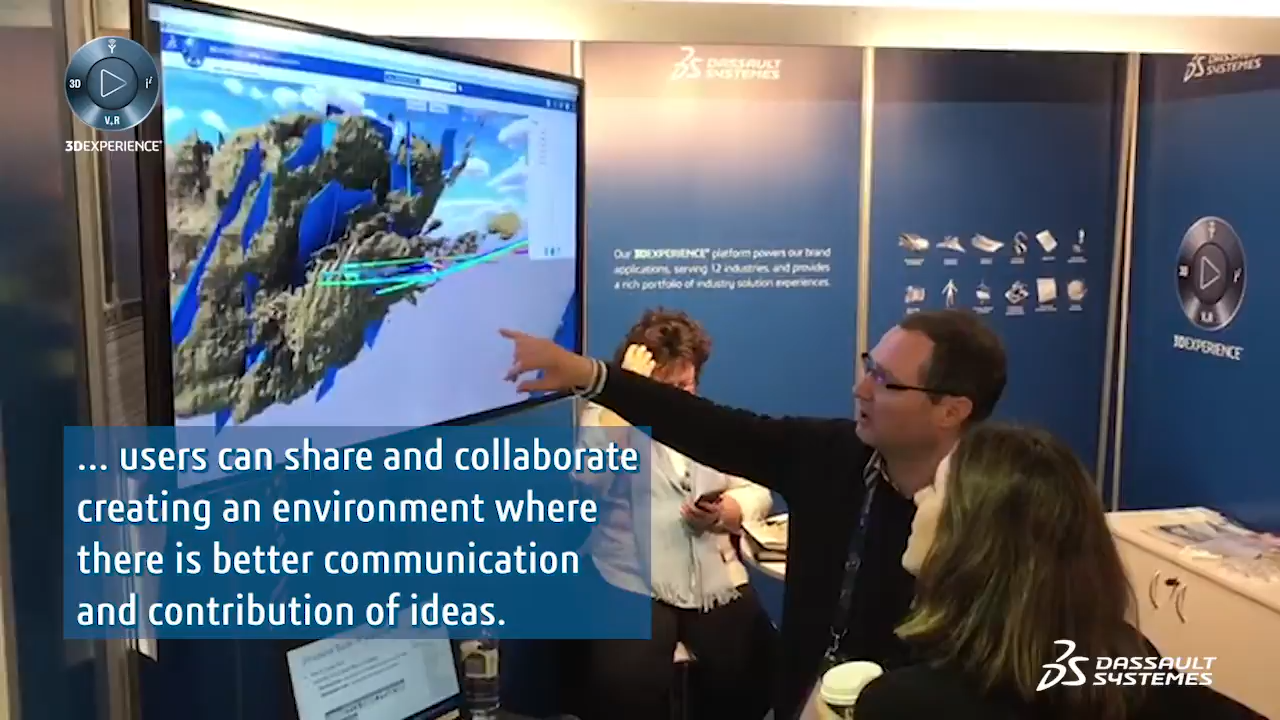 3D
V,R
3DEXPERIENCE
DASSAULT
SYSTEMES
DASSAULT
SYSTEMES
Our 3DEXPERIENCE® platform powers our brand
applications, serving 12 industries, and provides
a rich portfolio of industry solution experiences.
3D
V,R
3DEXPERIENCE
... users can share and collaborate
creating an environment where
there is better communication
and contribution of ideas.
DASSAULT
SYSTEMES